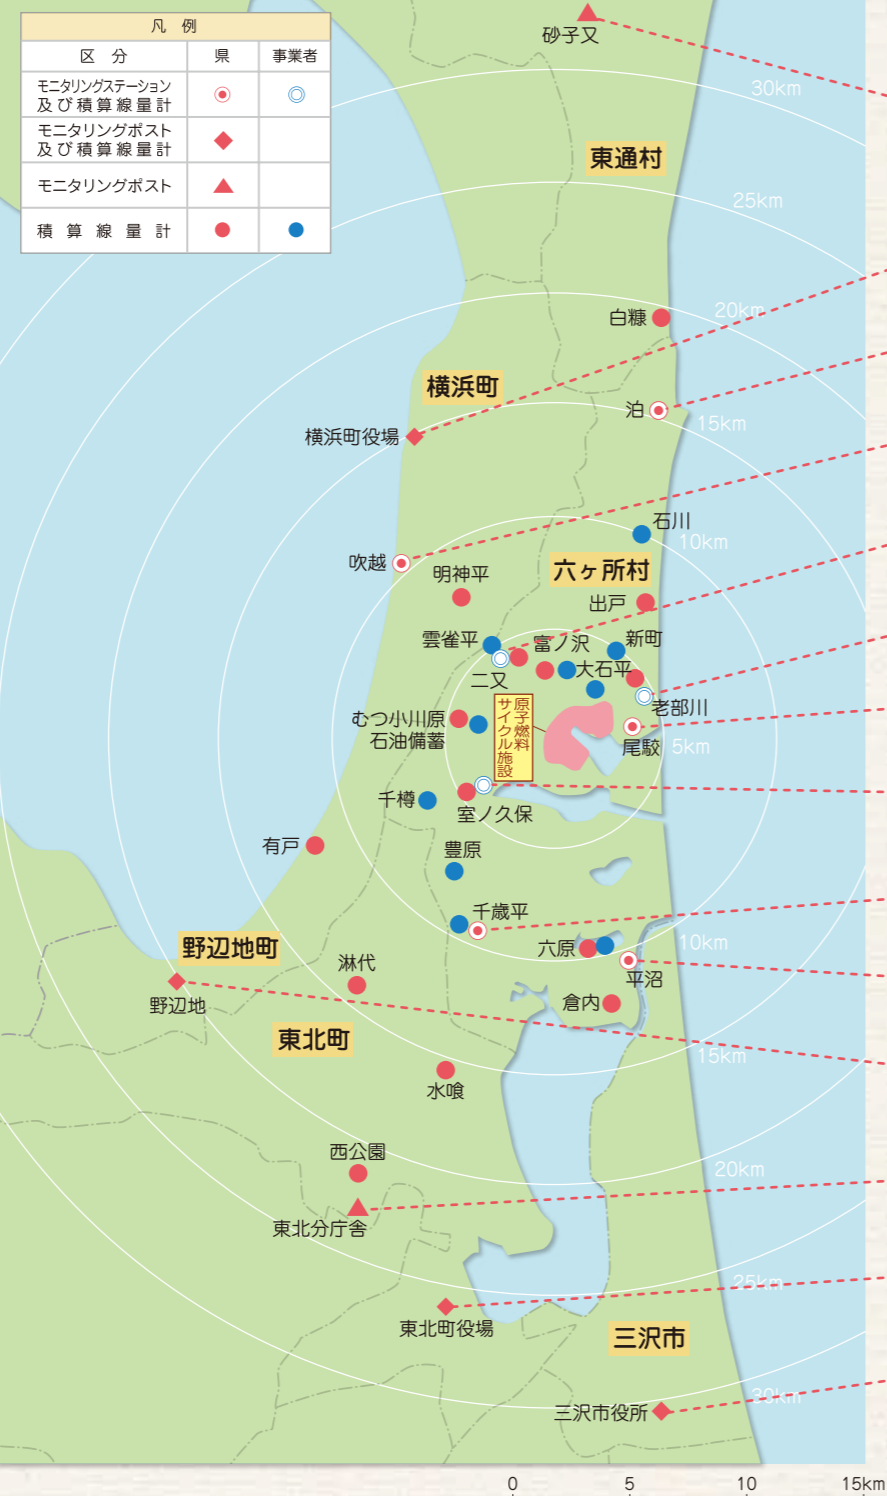 凡 例
区 分 県 事業者
モニタリングステーション
及び積算線量計
モニタリングポスト
及び積算線量計
モニタリングポスト
積算線量計
砂子又
30km
東通村
25km
20km
白糠
横浜町
泊
15km
横浜町役場
石川
10km
吹越
明神平
六ヶ所村
出戸
雲雀平
富ノ沢
新町
二又
大石平
老部川
むつ小川原
石油備蓄
原子燃料
サイクル施設
尾駮
5km
千樽
室ノ久保
有戸
豊原
千歳平
野辺地町
六原
10km
淋代
平沼
野辺地
倉内
東北町
15km
水喰
西公園
20km
東北分庁舎
25km
東北町役場
三沢市
30km
三沢市役所
0 5 10 15km